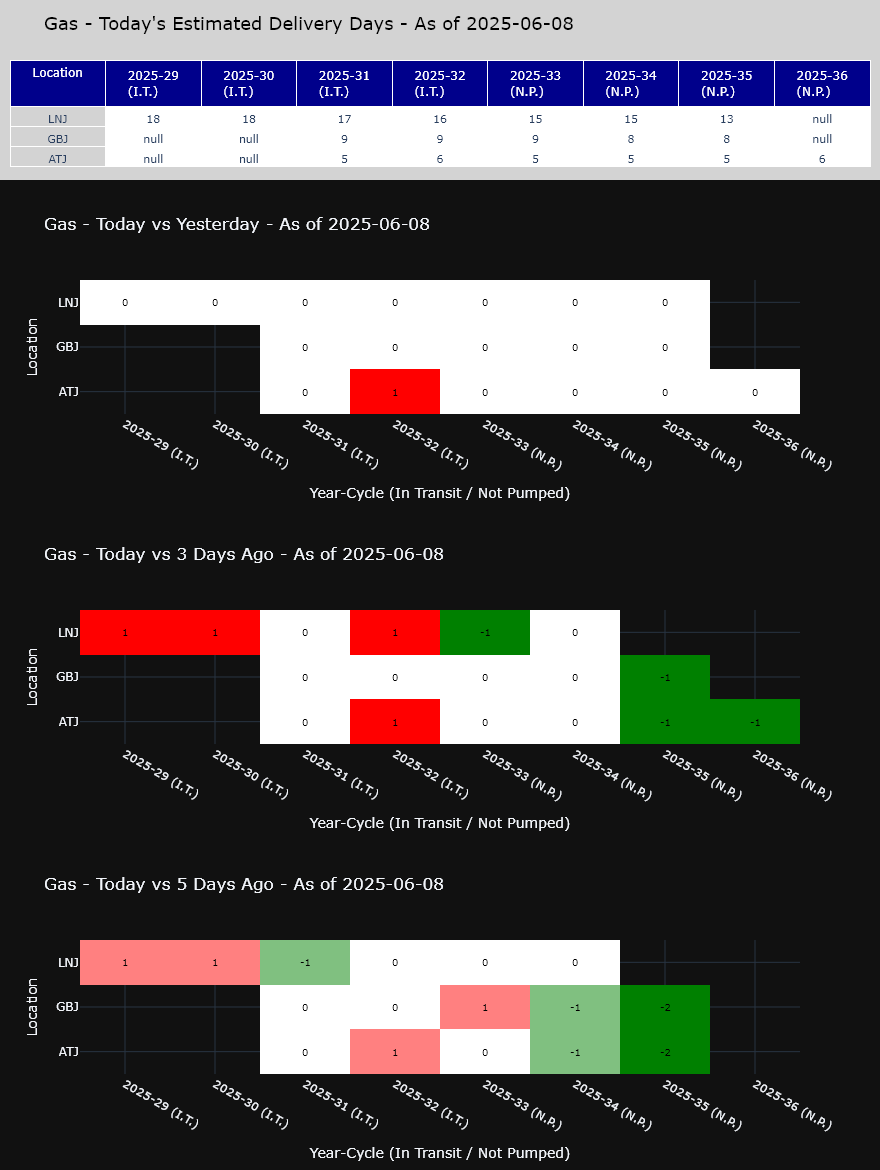 Gas - Today's Estimated Delivery Days - As of 2025-06-08
Location 2025-29 (I.T.) 2025-30 (I.T.) 2025-31 (I.T.) 2025-32 (I.T.) 2025-33 (N.P.) 2025-34 (N.P.) 2025-35 (N.P.) 2025-36 (N.P.)
LNJ 18 18 17 16 15 15 13 null
GBJ null null 9 9 9 8 8 null
ATJ null null 5 6 5 5 5 6
Gas - Today vs Yesterday - As of 2025-06-08
Location
LNJ 0 0 0 0 0 0 0
GBJ 0 0 0 0 0
ATJ 0 1 0 0 0 0
2025-29 (I.T.) 2025-30 (I.T.) 2025-31 (I.T.) 2025-32 (I.T.) 2025-33 (N.P.) 2025-34 (N.P.) 2025-35 (N.P.) 2025-36 (N.P.)
Year-Cycle (In Transit / Not Pumped)
Gas - Today vs 3 Days Ago - As of 2025-06-08
Location
LNJ 1 1 0 1 -1 0
GBJ 0 0 0 0 -1
ATJ 0 1 0 0 -1 -1
2025-29 (I.T.) 2025-30 (I.T.) 2025-31 (I.T.) 2025-32 (I.T.) 2025-33 (N.P.) 2025-34 (N.P.) 2025-35 (N.P.) 2025-36 (N.P.)
Year-Cycle (In Transit / Not Pumped)
Gas - Today vs 5 Days Ago - As of 2025-06-08
Location
LNJ 1 1 -1 0 0 0
GBJ 0 0 1 -1 -2
ATJ 0 1 0 -1 -2
2025-29 (I.T.) 2025-30 (I.T.) 2025-31 (I.T.) 2025-32 (I.T.) 2025-33 (N.P.) 2025-34 (N.P.) 2025-35 (N.P.) 2025-36 (N.P.)
Year-Cycle (In Transit / Not Pumped)